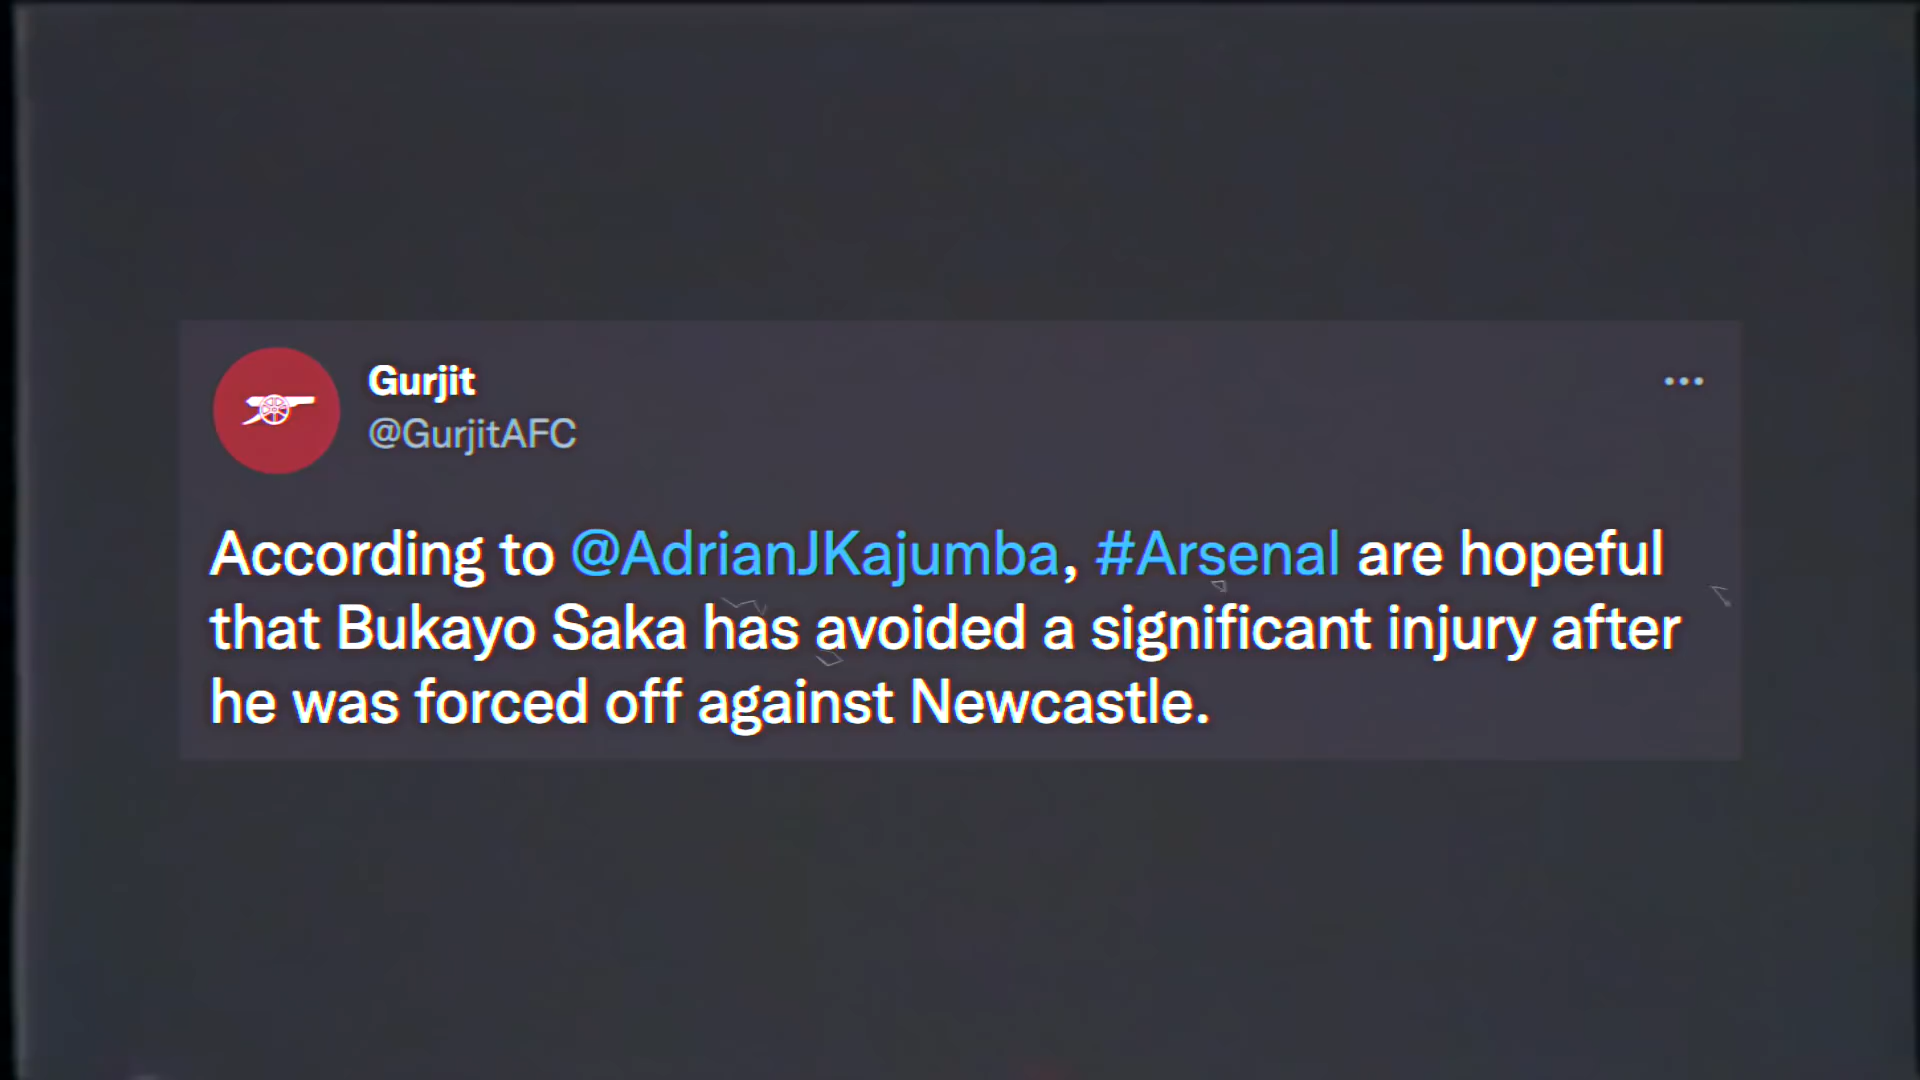 Gurjit
@GurjitAFC
According to @AdrianJKajumba, #Arsenal are hopeful
that Bukayo Saka has avoided a significant injury after
he was forced off against Newcastle.